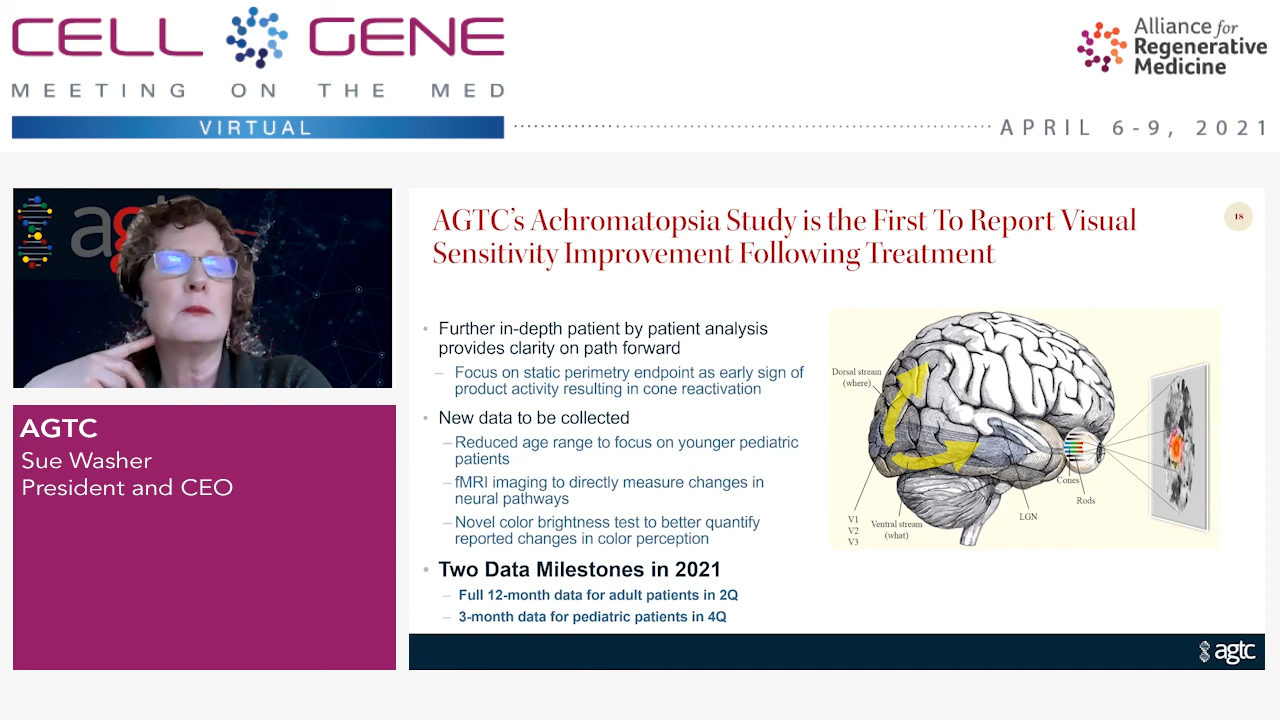 CELL GENE
MEETING ON THE MED
VIRTUAL
Alliance for
Regenerative
Medicine
APRIL 6-9, 2021
AGTC
Sue Washer
President and CEO
AGTC's Achromatopsia Study is the First To Report Visual
Sensitivity Improvement Following Treatment
18
• Further in-depth patient by patient analysis
provides clarity on path forward
– Focus on static perimetry endpoint as early sign of
product activity resulting in cone reactivation
• New data to be collected
– Reduced age range to focus on younger pediatric
patients
– fMRI imaging to directly measure changes in
neural pathways
– Novel color brightness test to better quantify
reported changes in color perception
• Two Data Milestones in 2021
– Full 12-month data for adult patients in 2Q
– 3-month data for pediatric patients in 4Q
Dorsal stream
(where)
Cones
Rods
LGN
V1
V2
V3
Ventral stream
(what)
agtc